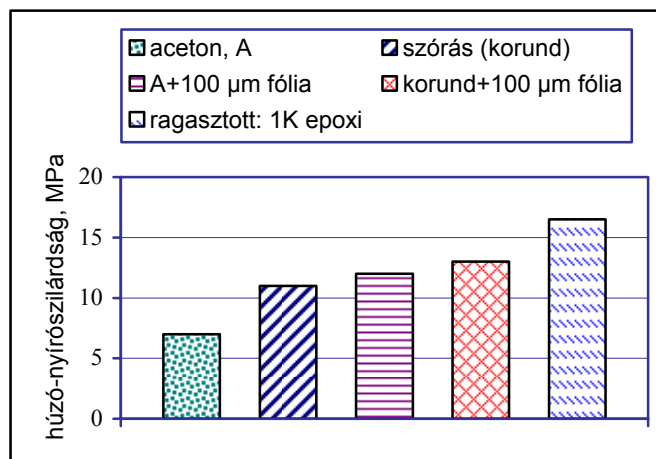 aceton, A
szórás (korund)
A+100 µm fólia
korund+100 µm fólia
ragasztott: 1K epoxi
húzó-nyírószilárdság, MPa
20
15
10
5
0